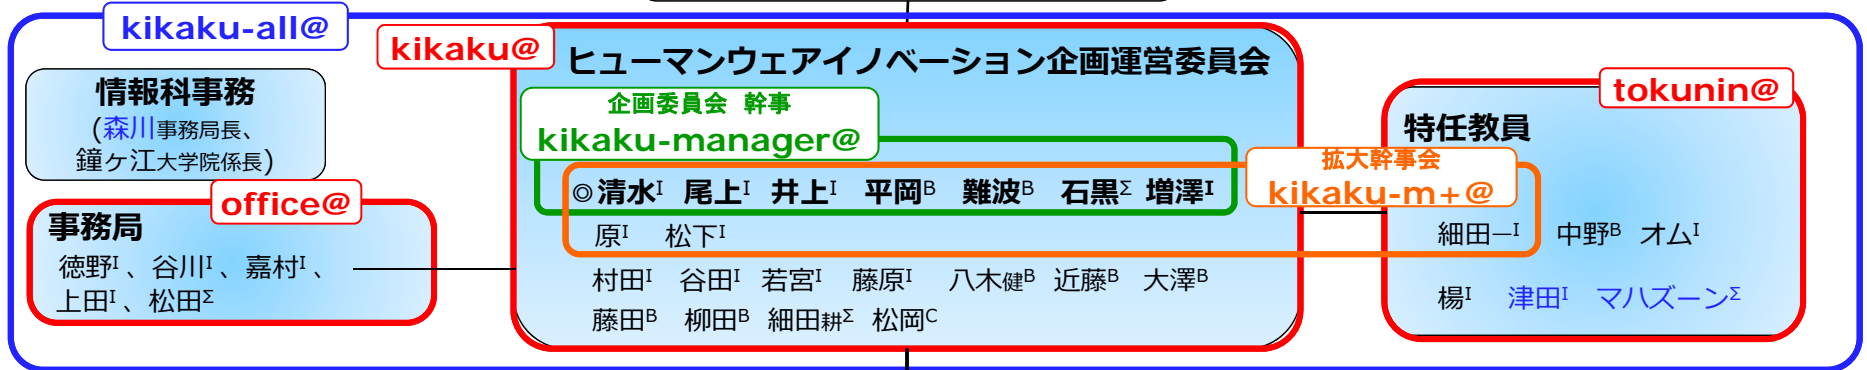 kikaku-all@
情報科事務
(森川事務局長、
鐘ヶ江大学院係長)
office@
事務局
徳野I 、谷川I、嘉村I 、
上田I 、松田Σ
kikaku@
ヒューマンウェアイノベーション企画運営委員会
企画委員会 幹事
kikaku-manager@
拡大幹事会
kikaku-m+@
◎清水I 尾上I 井上I 平岡B 難波B 石黒Σ 増澤I
原I 松下I
村田I 谷田I 若宮I 藤原I 八木健B 近藤B 大澤B
藤田B 柳田B 細田耕Σ 松岡C
tokunin@
特任教員
細田一I 中野B オムI
楊I 津田I マハズーンΣ